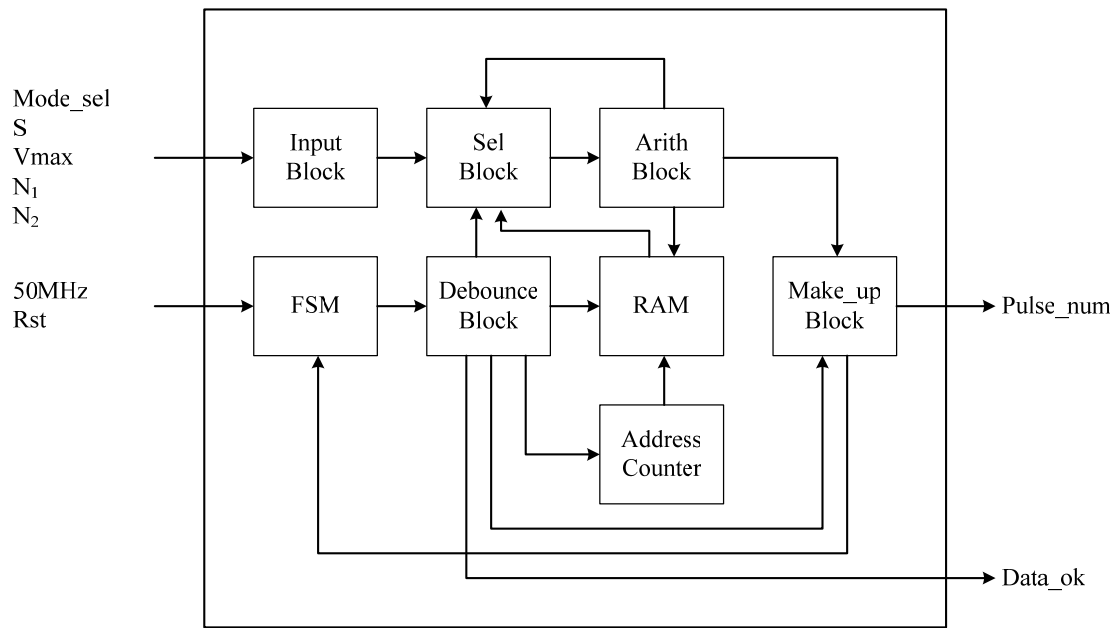 Mode_sel
S
Vmax
N₁
N₂
Input
Block
Sel
Block
Arith
Block
50MHz
Rst
FSM
Debounce
Block
RAM
Make_up
Block
Pulse_num
Address
Counter
Data_ok